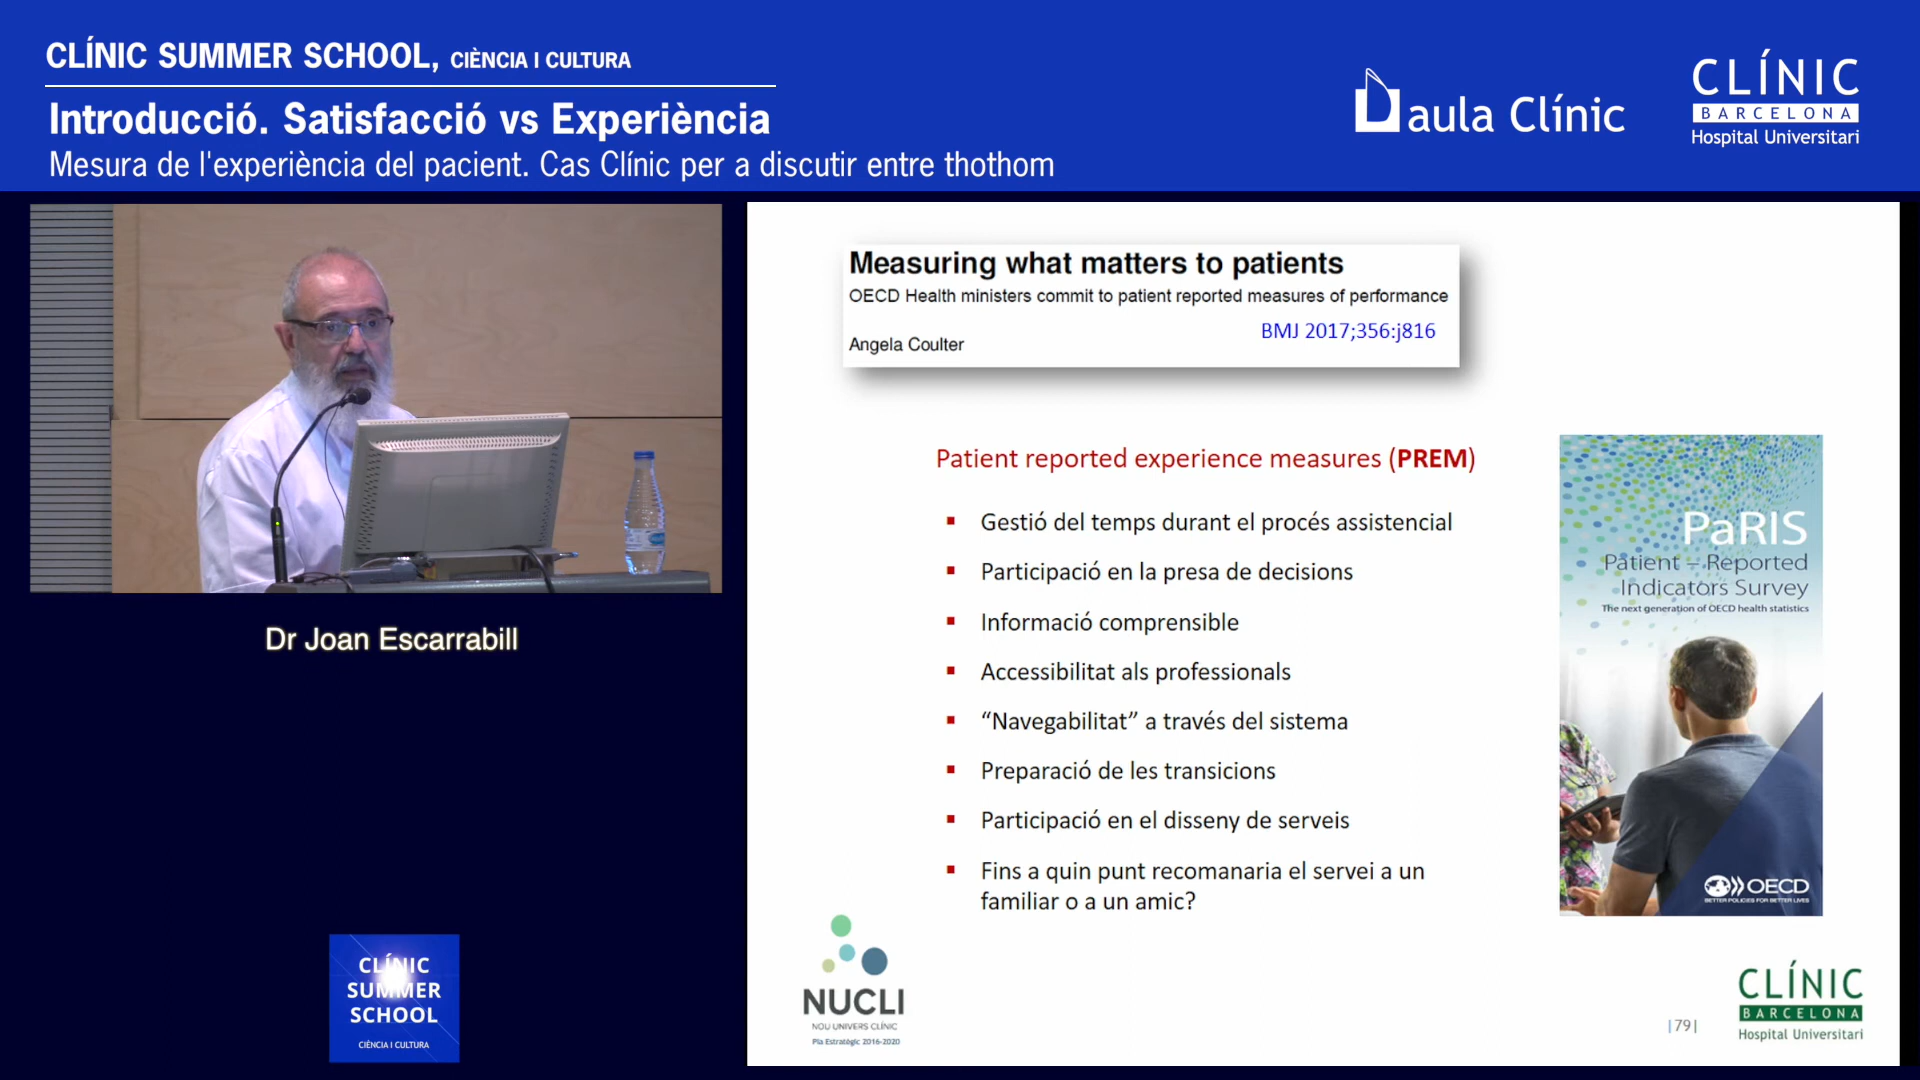 CLÍNIC SUMMER SCHOOL, CIÈNCIA I CULTURA
Introducció. Satisfacció vs Experiència
Mesura de l'experiència del pacient. Cas Clínic per a discutir entre thothom
aula Clínic
CLÍNIC
BARCELONA
Hospital Universitari
Measuring what matters to patients
OECD Health ministers commit to patient reported measures of performance
BMJ 2017;356:j816
Angela Coulter
Patient reported experience measures (PREM)
▪ Gestió del temps durant el procés assistencial
▪ Participació en la presa de decisions
▪ Informació comprensible
▪ Accessibilitat als professionals
▪ “Navegabilitat” a través del sistema
▪ Preparació de les transicions
▪ Participació en el disseny de serveis
▪ Fins a quin punt recomanaria el servei a un
familiar o a un amic?
PaRIS
Patient – Reported
Indicators Survey
The next generation of OECD health statistics
OECD
BETTER POLICIES FOR BETTER LIVES
Dr Joan Escarrabill
CLÍNIC
SUMMER
SCHOOL
CIÈNCIA I CULTURA
NUCLI
NOU UNIVERS CLÍNIC
Pla Estratègic 2016-2020
|79|
CLÍNIC
BARCELONA
Hospital Universitari